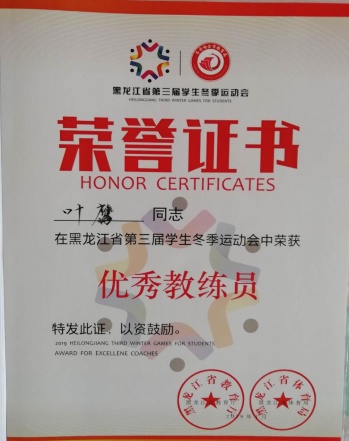 黑龙江省第三届学生冬季运动会
HEILONGJIANG THIRD WINTER GAMES FOR STUDENTS
荣誉证书
HONOR CERTIFICATES
叶 同志
在黑龙江省第三届学生冬季运动会中荣获
优秀教练员
特发此证，以资鼓励。
2019 HEILONGJIANG THIRD WINTER GAMES FOR STUDENTS
AWARD FOR EXCELLENE COACHES
黑龙江省教育厅 黑龙江省体育局